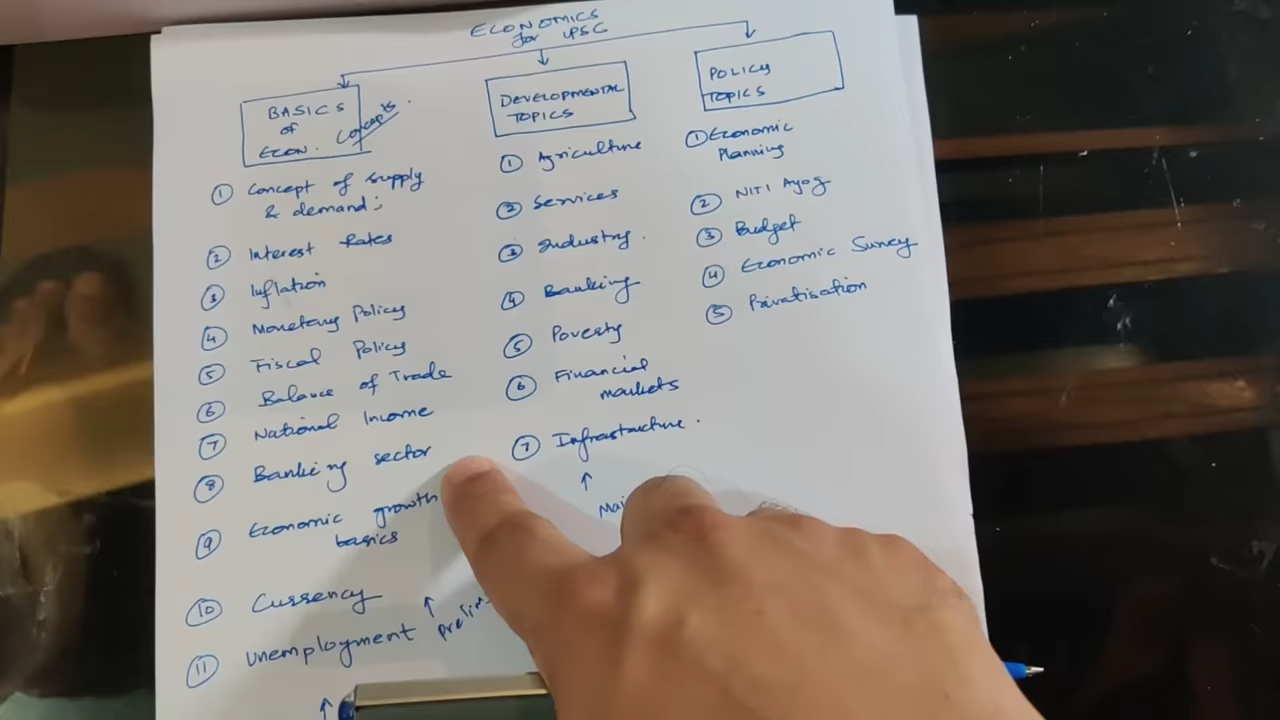 ECONOMICS
for UPSC
BASICS
of
ECON. Concepts.
① Concept of supply
& demand;
② Interest Rates
③ Inflation
④ Monetary Policy
⑤ Fiscal Policy
⑥ Balance of Trade
⑦ National Income
⑧ Banking sector
⑨ Economic growth
basics
⑩ Currency
⑪ Unemployment
DEVELOPMENTAL
TOPICS
① Agriculture
② Services
③ Industry.
④ Banking
⑤ Poverty
⑥ Financial
markets
⑦ Infrastructure.
POLICY
TOPICS
① Economic
Planning
② NITI Ayog
③ Budget
④ Economic Survey
⑤ Privatisation